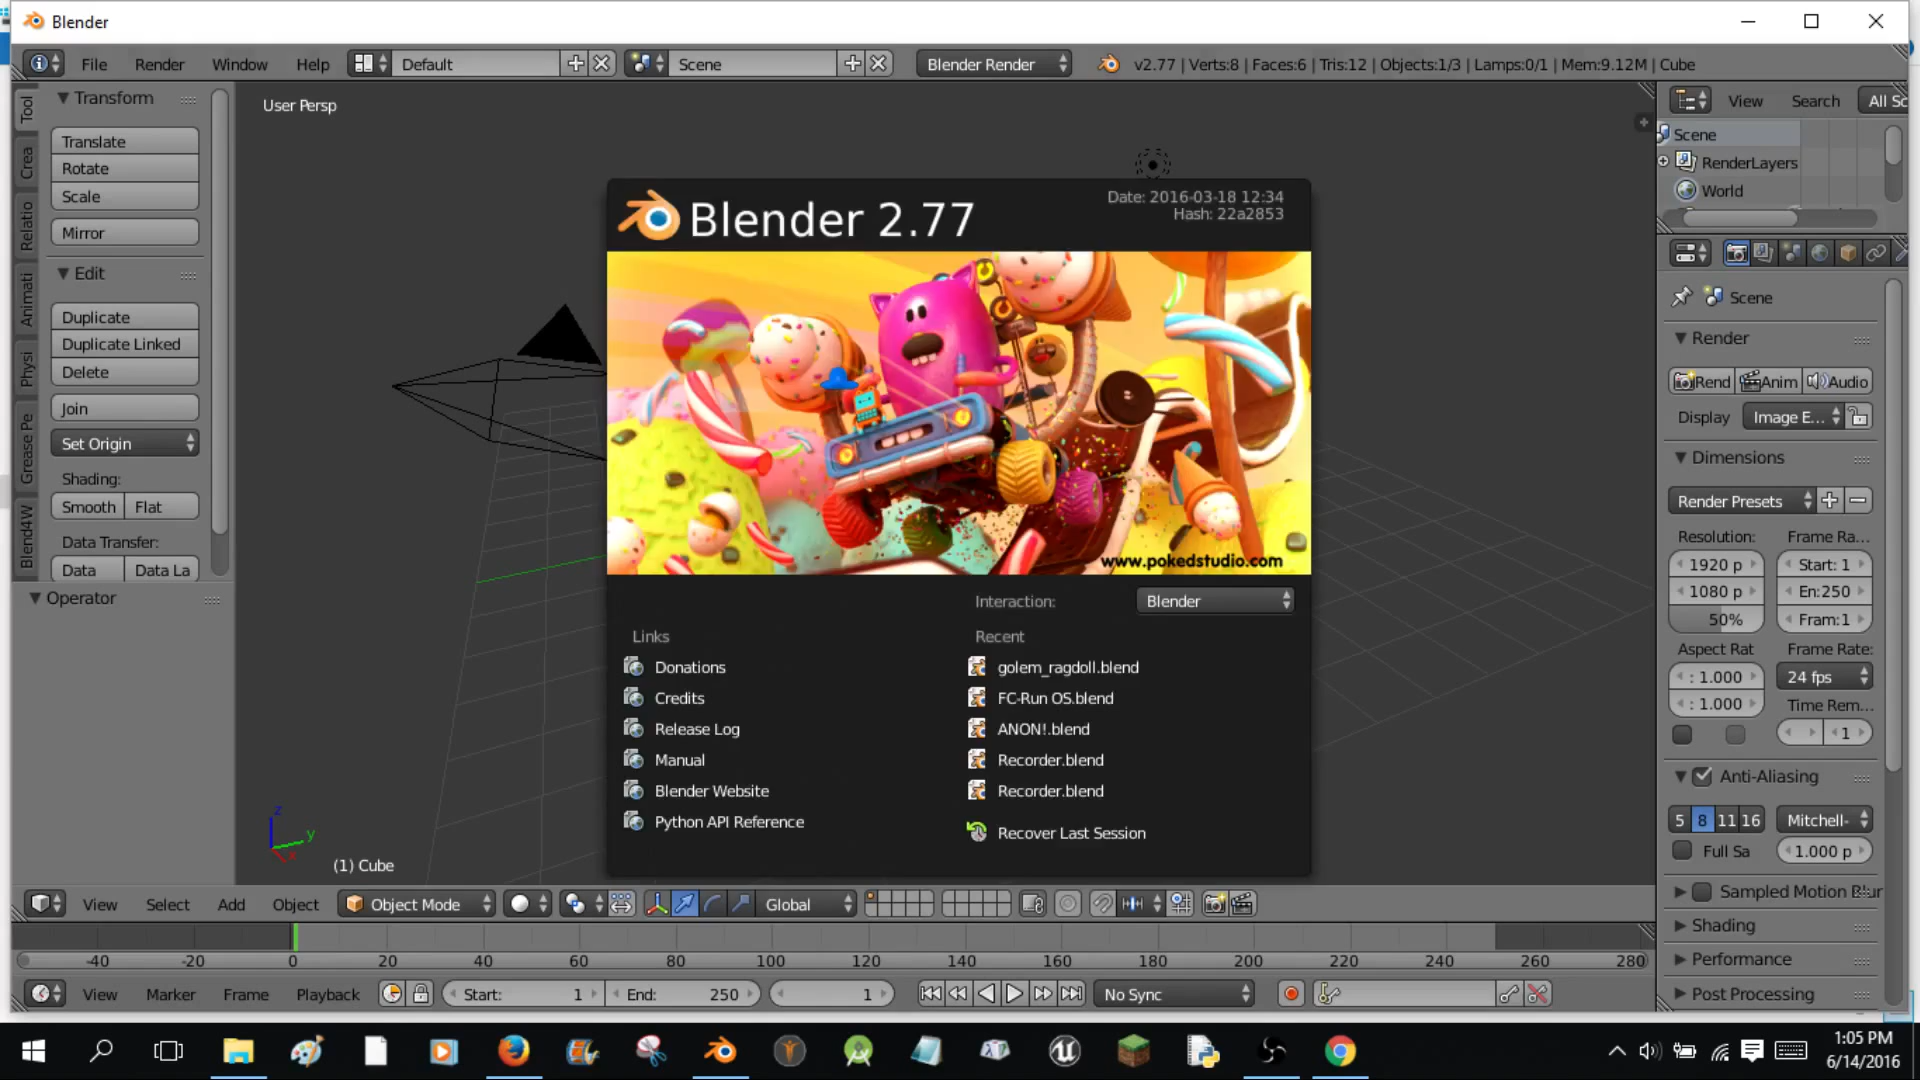 Blender
File Render Window Help Default Scene Blender Render v2.77 | Verts:8 | Faces:6 | Tris:12 | Objects:1/3 | Lamps:0/1 | Mem:9.12M | Cube
Tool
Crea
Relatio
Animati
Physi
Grease Pe
Blend4W
Transform
Translate
Rotate
Scale
Mirror
Edit
Duplicate
Duplicate Linked
Delete
Join
Set Origin
Shading:
Smooth Flat
Data Transfer:
Data Data La
Operator
User Persp
Blender 2.77
Date: 2016-03-18 12:34
Hash: 22a2853
www.pokedstudio.com
Interaction: Blender
Links
Donations
Credits
Release Log
Manual
Blender Website
Python API Reference
Recent
golem_ragdoll.blend
FC-Run OS.blend
ANON!.blend
Recorder.blend
Recorder.blend
Recover Last Session
z
y
x
(1) Cube
View Search All Sc
Scene
RenderLayers
World
Scene
Render
Rend Anim Audio
Display Image E...
Dimensions
Render Presets
Resolution: Frame Ra...
1920 p Start: 1
1080 p En:250
50% Fram:1
Aspect Rat Frame Rate:
: 1.000 24 fps
: 1.000 Time Rem...
1
Anti-Aliasing
5 8 11 16 Mitchell-
Full Sa 1.000 p
Sampled Motion Blur
Shading
Performance
Post Processing
View Select Add Object Object Mode Global
-40 -20 0 20 40 60 80 100 120 140 160 180 200 220 240 260 280
View Marker Frame Playback Start: 1 End: 250 1 No Sync
1:05 PM
6/14/2016